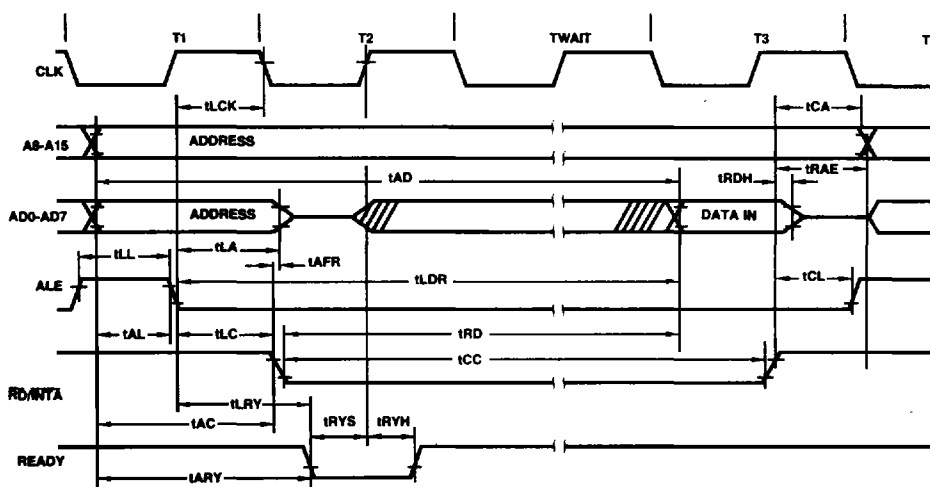 T1 T2 TWAIT T3 T
CLK
tLCK tCA
A8-A15 ADDRESS
tAD tRDH tRAE
AD0-AD7 ADDRESS DATA IN
tLL tLA tAFR
ALE tLDR tCL
tAL tLC tRD
tCC
RD/INTA
tLRY
tAC tRYS tRYH
READY
tARY